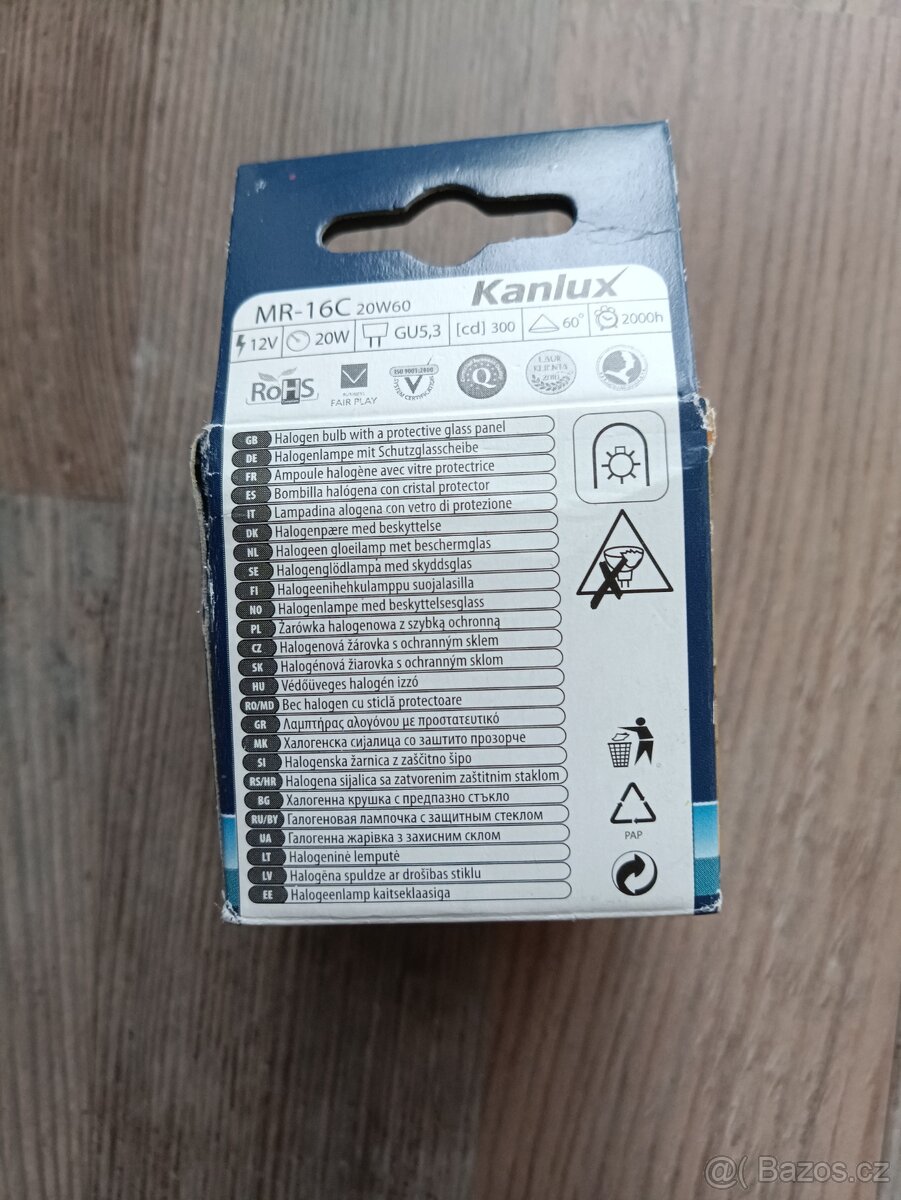 Kanlux
MR-16C 20W60
12V 20W GU5,3 [cd] 300 60° 2000h
RoHS
FAIR PLAY
ISO 9001:2000
SYSTEM CERTIFICATION
Q
LAUR
KLIENTA
GB Halogen bulb with a protective glass panel
DE Halogenlampe mit Schutzglasscheibe
FR Ampoule halogène avec vitre protectrice
ES Bombilla halógena con cristal protector
IT Lampadina alogena con vetro di protezione
DK Halogenpære med beskyttelse
NL Halogeen gloeilamp met beschermglas
SE Halogenglödlampa med skyddsglas
FI Halogeenihehkulamppu suojalasilla
NO Halogenlampe med beskyttelsesglass
PL Żarówka halogenowa z szybką ochronną
CZ Halogenová žárovka s ochranným sklem
SK Halogénová žiarovka s ochranným sklom
HU Védőüveges halogén izzó
RO/MD Bec halogen cu sticlă protectoare
GR Λαμπτήρας αλογόνου με προστατευτικό
MK Халогенска сијалица со заштито прозорче
SI Halogenska žarnica z zaščitno šipo
RS/HR Halogena sijalica sa zatvorenim zaštitnim staklom
BG Халогенна крушка с предпазно стъкло
RU/BY Галогеновая лампочка с защитным стеклом
UA Галогенна жарівка з захисним склом
LT Halogeninė lemputė
LV Halogēna spuldze ar drošības stiklu
EE Halogeenlamp kaitseklaasiga
PAP
@( Bazos.cz